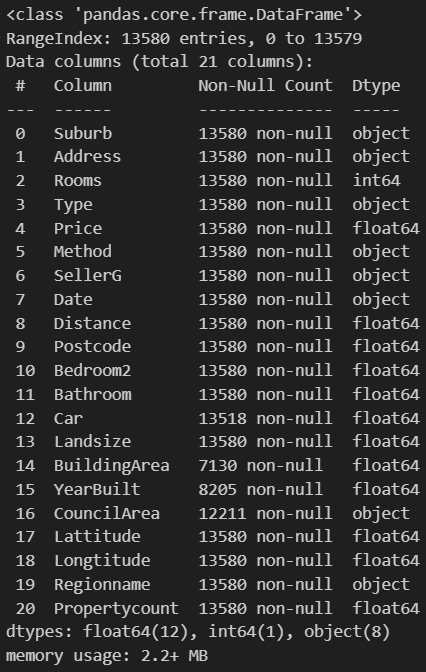 <class 'pandas.core.frame.DataFrame'>
RangeIndex: 13580 entries, 0 to 13579
Data columns (total 21 columns):
 #   Column         Non-Null Count  Dtype
---  ------         --------------  -----
 0   Suburb         13580 non-null  object
 1   Address        13580 non-null  object
 2   Rooms          13580 non-null  int64
 3   Type           13580 non-null  object
 4   Price          13580 non-null  float64
 5   Method         13580 non-null  object
 6   SellerG        13580 non-null  object
 7   Date           13580 non-null  object
 8   Distance       13580 non-null  float64
 9   Postcode       13580 non-null  float64
 10  Bedroom2       13580 non-null  float64
 11  Bathroom       13580 non-null  float64
 12  Car            13518 non-null  float64
 13  Landsize       13580 non-null  float64
 14  BuildingArea   7130 non-null   float64
 15  YearBuilt      8205 non-null   float64
 16  CouncilArea    12211 non-null  object
 17  Lattitude      13580 non-null  float64
 18  Longtitude     13580 non-null  float64
 19  Regionname     13580 non-null  object
 20  Propertycount  13580 non-null  float64
dtypes: float64(12), int64(1), object(8)
memory usage: 2.2+ MB